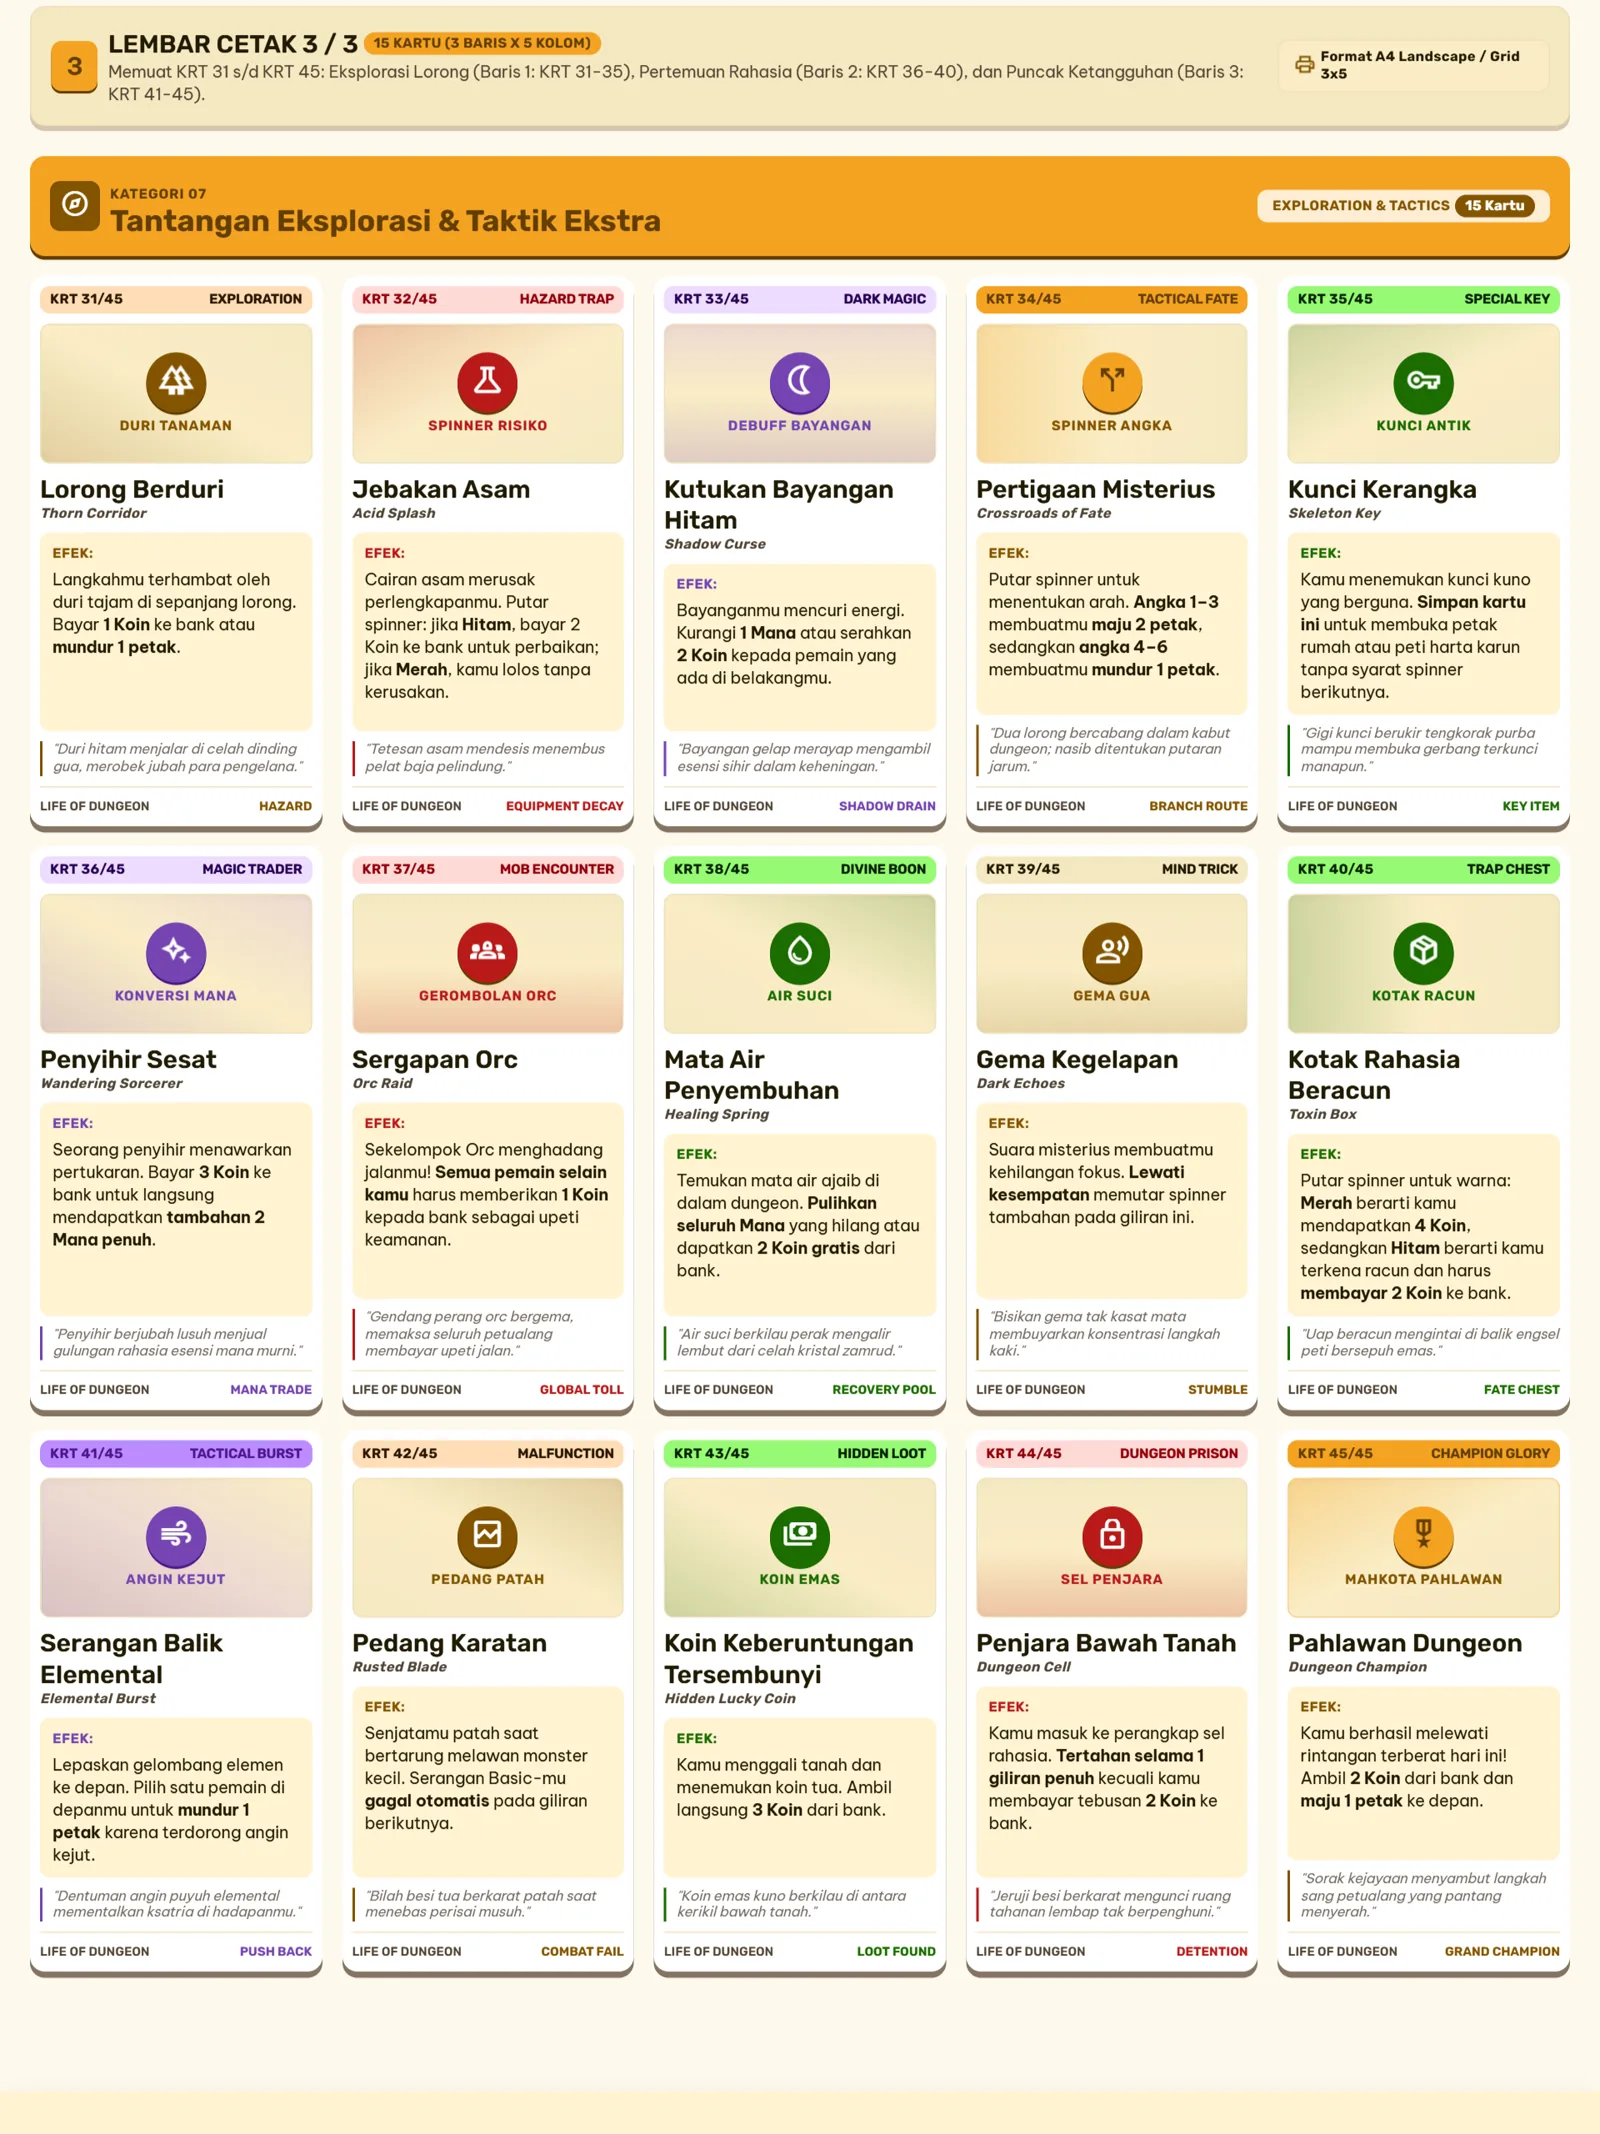 3
LEMBAR CETAK 3 / 3
15 KARTU (3 BARIS X 5 KOLOM)
Memuat KRT 31 s/d KRT 45: Eksplorasi Lorong (Baris 1: KRT 31-35), Pertemuan Rahasia (Baris 2: KRT 36-40), dan Puncak Ketangguhan (Baris 3:
KRT 41-45).
Format A4 Landscape / Grid
3x5
KATEGORI 07
Tantangan Eksplorasi & Taktik Ekstra
EXPLORATION & TACTICS 15 Kartu
KRT 31/45 EXPLORATION
DURI TANAMAN
Lorong Berduri
Thorn Corridor
EFEK:
Langkahmu terhambat oleh
duri tajam di sepanjang lorong.
Bayar 1 Koin ke bank atau
mundur 1 petak.
"Duri hitam menjalar di celah dinding
gua, merobek jubah para pengelana."
LIFE OF DUNGEON HAZARD
KRT 32/45 HAZARD TRAP
SPINNER RISIKO
Jebakan Asam
Acid Splash
EFEK:
Cairan asam merusak
perlengkapanmu. Putar
spinner: jika Hitam, bayar 2
Koin ke bank untuk perbaikan;
jika Merah, kamu lolos tanpa
kerusakan.
"Tetesan asam mendesis menembus
pelat baja pelindung."
LIFE OF DUNGEON EQUIPMENT DECAY
KRT 33/45 DARK MAGIC
DEBUFF BAYANGAN
Kutukan Bayangan
Hitam
Shadow Curse
EFEK:
Bayanganmu mencuri energi.
Kurangi 1 Mana atau serahkan
2 Koin kepada pemain yang
ada di belakangmu.
"Bayangan gelap merayap mengambil
esensi sihir dalam keheningan."
LIFE OF DUNGEON SHADOW DRAIN
KRT 34/45 TACTICAL FATE
SPINNER ANGKA
Pertigaan Misterius
Crossroads of Fate
EFEK:
Putar spinner untuk
menentukan arah. Angka 1-3
membuatmu maju 2 petak,
sedangkan angka 4-6
membuatmu mundur 1 petak.
"Dua lorong bercabang dalam kabut
dungeon; nasib ditentukan putaran
jarum."
LIFE OF DUNGEON BRANCH ROUTE
KRT 35/45 SPECIAL KEY
KUNCI ANTIK
Kunci Kerangka
Skeleton Key
EFEK:
Kamu menemukan kunci kuno
yang berguna. Simpan kartu
ini untuk membuka petak
rumah atau peti harta karun
tanpa syarat spinner
berikutnya.
"Gigi kunci berukir tengkorak purba
mampu membuka gerbang terkunci
manapun."
LIFE OF DUNGEON KEY ITEM
KRT 36/45 MAGIC TRADER
KONVERSI MANA
Penyihir Sesat
Wandering Sorcerer
EFEK:
Seorang penyihir menawarkan
pertukaran. Bayar 3 Koin ke
bank untuk langsung
mendapatkan tambahan 2
Mana penuh.
"Penyihir berjubah lusuh menjual
gulungan rahasia esensi mana murni."
LIFE OF DUNGEON MANA TRADE
KRT 37/45 MOB ENCOUNTER
GEROMBOLAN ORC
Sergapan Orc
Orc Raid
EFEK:
Sekelompok Orc menghadang
jalanmu! Semua pemain selain
kamu harus memberikan 1 Koin
kepada bank sebagai upeti
keamanan.
"Gendang perang orc bergema,
memaksa seluruh petualang
membayar upeti jalan."
LIFE OF DUNGEON GLOBAL TOLL
KRT 38/45 DIVINE BOON
AIR SUCI
Mata Air
Penyembuhan
Healing Spring
EFEK:
Temukan mata air ajaib di
dalam dungeon. Pulihkan
seluruh Mana yang hilang atau
dapatkan 2 Koin gratis dari
bank.
"Air suci berkilau perak mengalir
lembut dari celah kristal zamrud."
LIFE OF DUNGEON RECOVERY POOL
KRT 39/45 MIND TRICK
GEMA GUA
Gema Kegelapan
Dark Echoes
EFEK:
Suara misterius membuatmu
kehilangan fokus. Lewati
kesempatan memutar spinner
tambahan pada giliran ini.
"Bisikan gema tak kasat mata
membuyarkan konsentrasi langkah
kaki."
LIFE OF DUNGEON STUMBLE
KRT 40/45 TRAP CHEST
KOTAK RACUN
Kotak Rahasia
Beracun
Toxin Box
EFEK:
Putar spinner untuk warna:
Merah berarti kamu
mendapatkan 4 Koin,
sedangkan Hitam berarti kamu
terkena racun dan harus
membayar 2 Koin ke bank.
"Uap beracun mengintai di balik engsel
peti bersepuh emas."
LIFE OF DUNGEON FATE CHEST
KRT 41/45 TACTICAL BURST
ANGIN KEJUT
Serangan Balik
Elemental
Elemental Burst
EFEK:
Lepaskan gelombang elemen
ke depan. Pilih satu pemain di
depanmu untuk mundur 1
petak karena terdorong angin
kejut.
"Dentuman angin puyuh elemental
mementalkan ksatria di hadapanmu."
LIFE OF DUNGEON PUSH BACK
KRT 42/45 MALFUNCTION
PEDANG PATAH
Pedang Karatan
Rusted Blade
EFEK:
Senjatamu patah saat
bertarung melawan monster
kecil. Serangan Basic-mu
gagal otomatis pada giliran
berikutnya.
"Bilah besi tua berkarat patah saat
menebas perisai musuh."
LIFE OF DUNGEON COMBAT FAIL
KRT 43/45 HIDDEN LOOT
KOIN EMAS
Koin Keberuntungan
Tersembunyi
Hidden Lucky Coin
EFEK:
Kamu menggali tanah dan
menemukan koin tua. Ambil
langsung 3 Koin dari bank.
"Koin emas kuno berkilau di antara
kerikil bawah tanah."
LIFE OF DUNGEON LOOT FOUND
KRT 44/45 DUNGEON PRISON
SEL PENJARA
Penjara Bawah Tanah
Dungeon Cell
EFEK:
Kamu masuk ke perangkap sel
rahasia. Tertahan selama 1
giliran penuh kecuali kamu
membayar tebusan 2 Koin ke
bank.
"Jeruji besi berkarat mengunci ruang
tahanan lembap tak berpenghuni."
LIFE OF DUNGEON DETENTION
KRT 45/45 CHAMPION GLORY
MAHKOTA PAHLAWAN
Pahlawan Dungeon
Dungeon Champion
EFEK:
Kamu berhasil melewati
rintangan terberat hari ini!
Ambil 2 Koin dari bank dan
maju 1 petak ke depan.
"Sorak kejayaan menyambut langkah
sang petualang yang pantang
menyerah."
LIFE OF DUNGEON GRAND CHAMPION